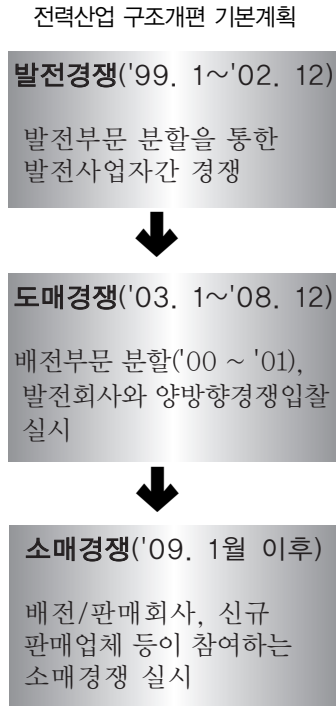 전력산업 구조개편 기본계획
발전경쟁('99. 1~'02. 12)
발전부문 분할을 통한
발전사업자간 경쟁
도매경쟁('03. 1~'08. 12)
배전부문 분할('00 ~ '01),
발전회사와 양방향경쟁입찰
실시
소매경쟁('09. 1월 이후)
배전/판매회사, 신규
판매업체 등이 참여하는
소매경쟁 실시